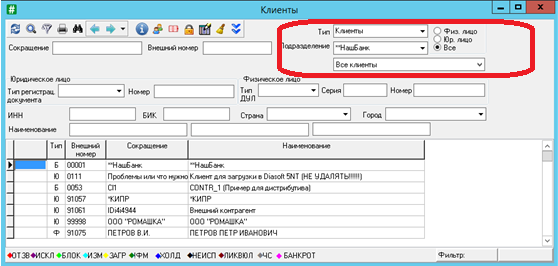 Клиенты
Тип Клиенты Физ. лицо
Юр. лицо
Сокращение Внешний номер Подразделение **НашБанк Все
Все клиенты
Юридическое лицо Физическое лицо
Тип регистрац. документа Номер Тип ДУЛ Серия Номер
ИНН БИК Страна Город
Наименование
Тип Внешний номер Сокращение Наименование
Б 00001 **НашБанк **НашБанк
Ю 0111 Проблемы или что нужно Клиент для загрузки в Diasoft 5NT (НЕ УДАЛЯТЬ!!!!!)
Б 0053 CI1 CONTR_1 (Пример для дистрибутива)
Ю 91057 *КИПР *КИПР
Ю 91061 ID4i4944 Внешний контрагент
Ю 99998 ООО "РОМАШКА" ООО "РОМАШКА"
Ф 91075 ПЕТРОВ В.И. ПЕТРОВ ПЕТР ИВАНОВИЧ
ОТЗВ ИСКЛ БЛОК ИЗМ ЗАГР !ФМ ХОЛД НЕИСП ЛИКВЮЛ ЧС БАНКРОТ Фильтр: